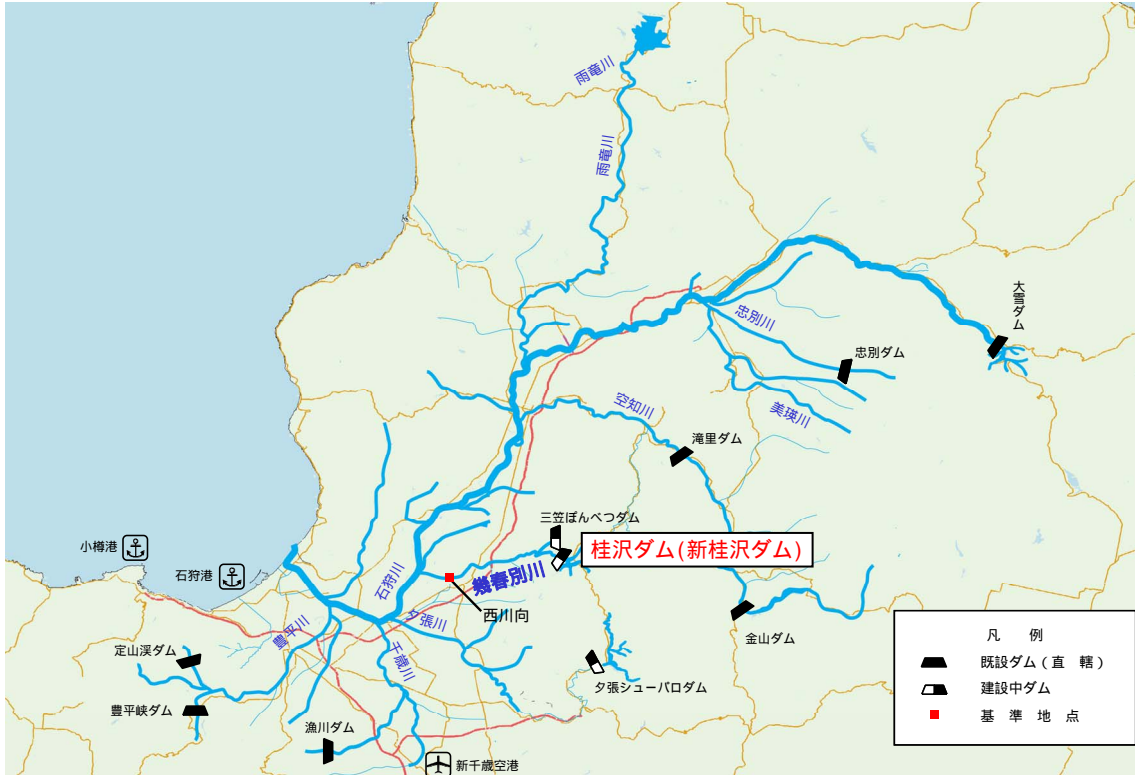 雨竜川
雨竜川
大雪ダム
忠別川
忠別ダム
美瑛川
空知川
滝里ダム
三笠ぽんべつダム
桂沢ダム(新桂沢ダム)
小樽港
石狩港
石狩川
幾春別川
西川向
夕張川
豊平川
千歳川
金山ダム
定山渓ダム
夕張シューパロダム
豊平峡ダム
漁川ダム
新千歳空港
凡 例
既設ダム(直 轄)
建設中ダム
基 準 地 点